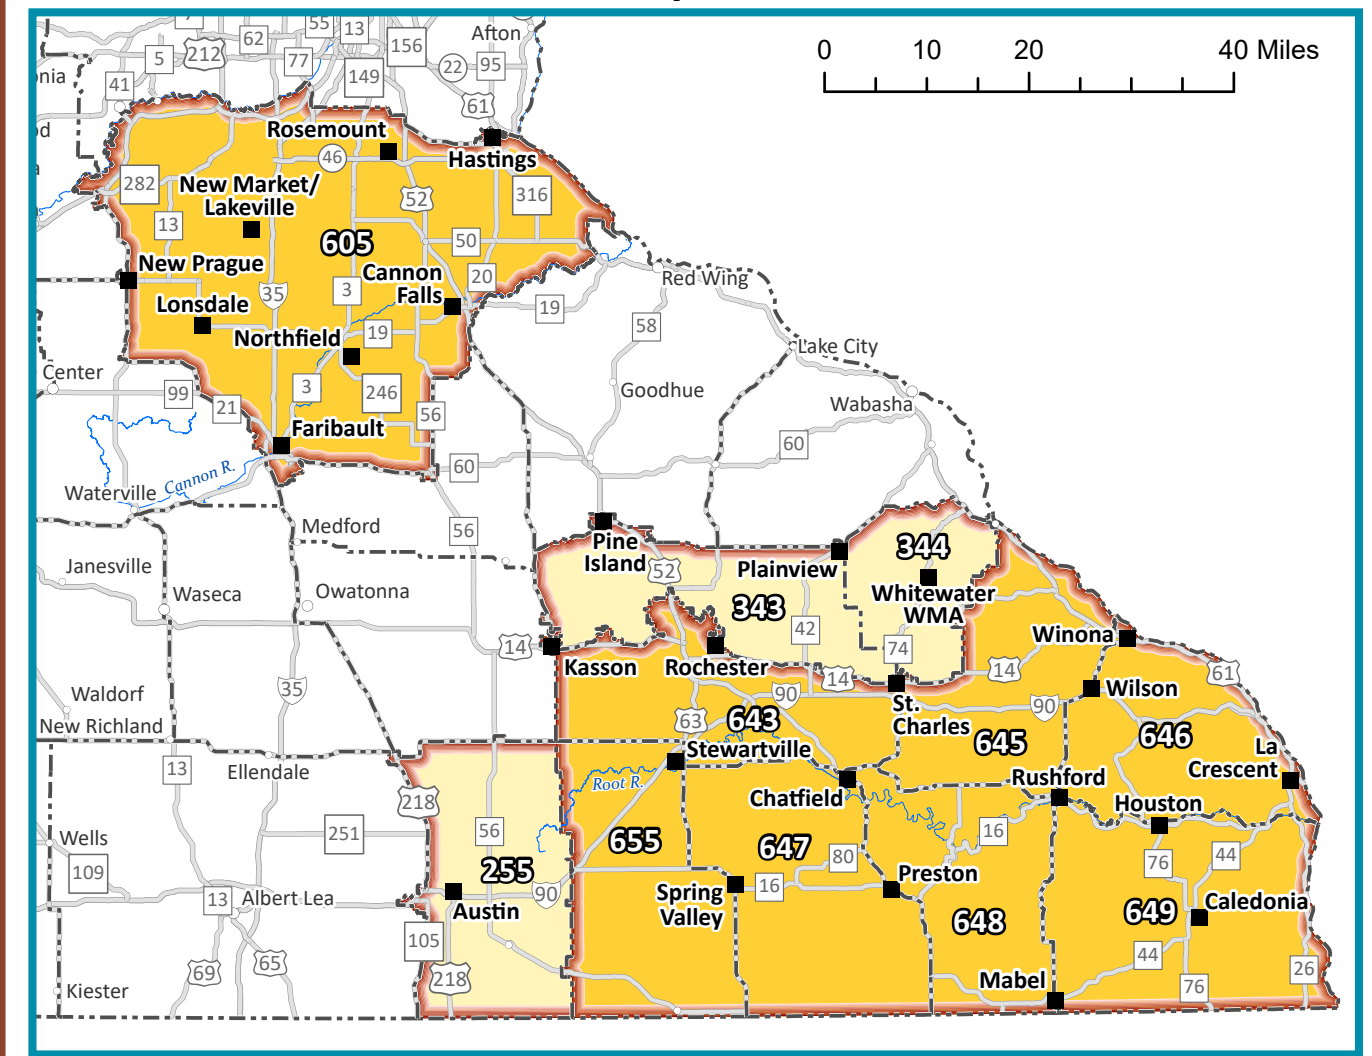 0 10 20 40 Miles
55
13
Afton
62
156
212
5
77
22
95
149
41
61
Rosemount
Hastings
46
282
New Market/
Lakeville
52
316
13
605
50
New Prague
Cannon
Falls
20
Red Wing
35
3
Lonsdale
19
58
Northfield
19
Lake City
Center
Goodhue
3
246
99
21
56
Wabasha
Faribault
60
60
Cannon R.
Waterville
Medford
56
Pine
Island
344
Plainview
Janesville
52
Whitewater
WMA
Waseca
Owatonna
343
42
Winona
14
74
Kasson
Rochester
14
14
61
35
90
St.
Charles
Wilson
Waldorf
90
New Richland
63
643
645
646
Stewartville
La
Crescent
13
Ellendale
Root R.
Rushford
Chatfield
Houston
218
251
56
16
Wells
655
647
80
76
44
109
255
Preston
90
16
Spring
Valley
13
Albert Lea
Austin
Caledonia
649
648
105
44
69
65
218
Mabel
26
Kiester
76